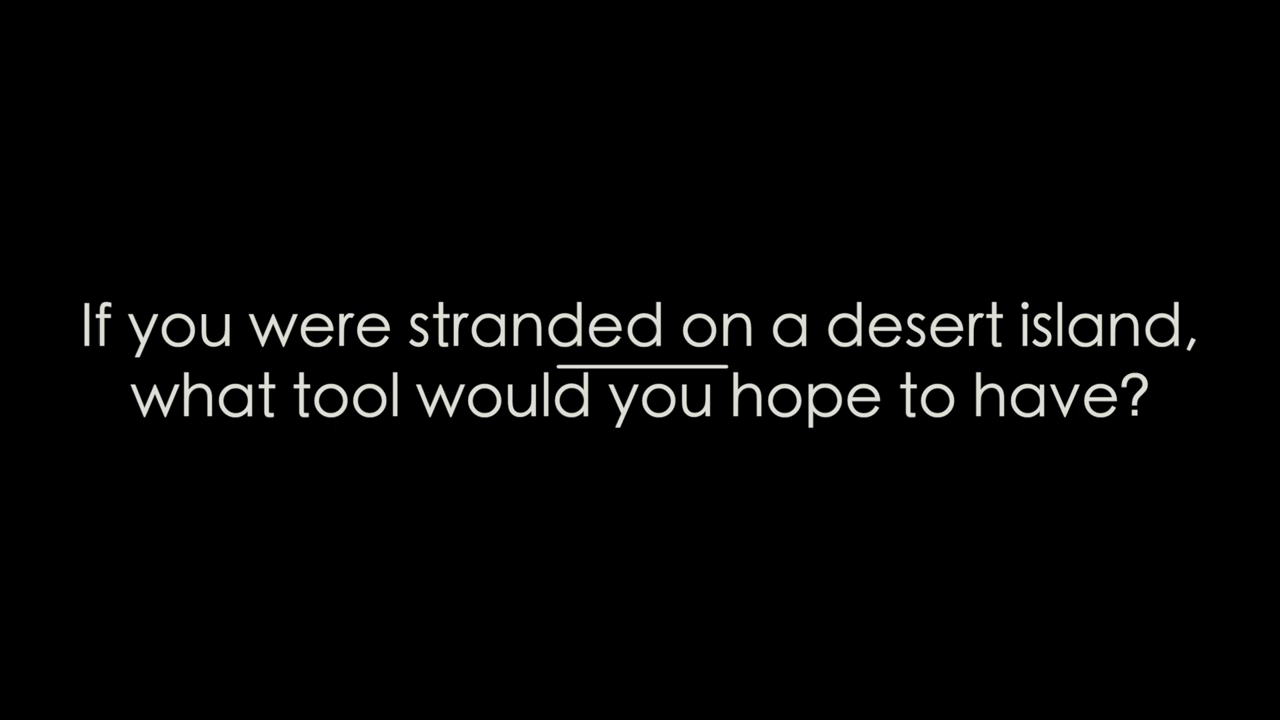 If you were stranded on a desert island,
what tool would you hope to have?